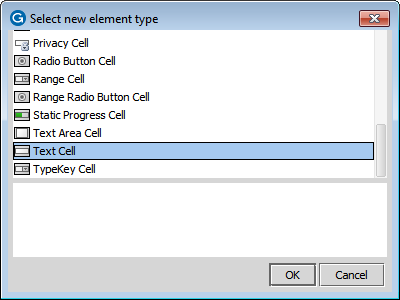 Select new element type
Privacy Cell
Radio Button Cell
Range Cell
Range Radio Button Cell
Static Progress Cell
Text Area Cell
Text Cell
TypeKey Cell
OK Cancel